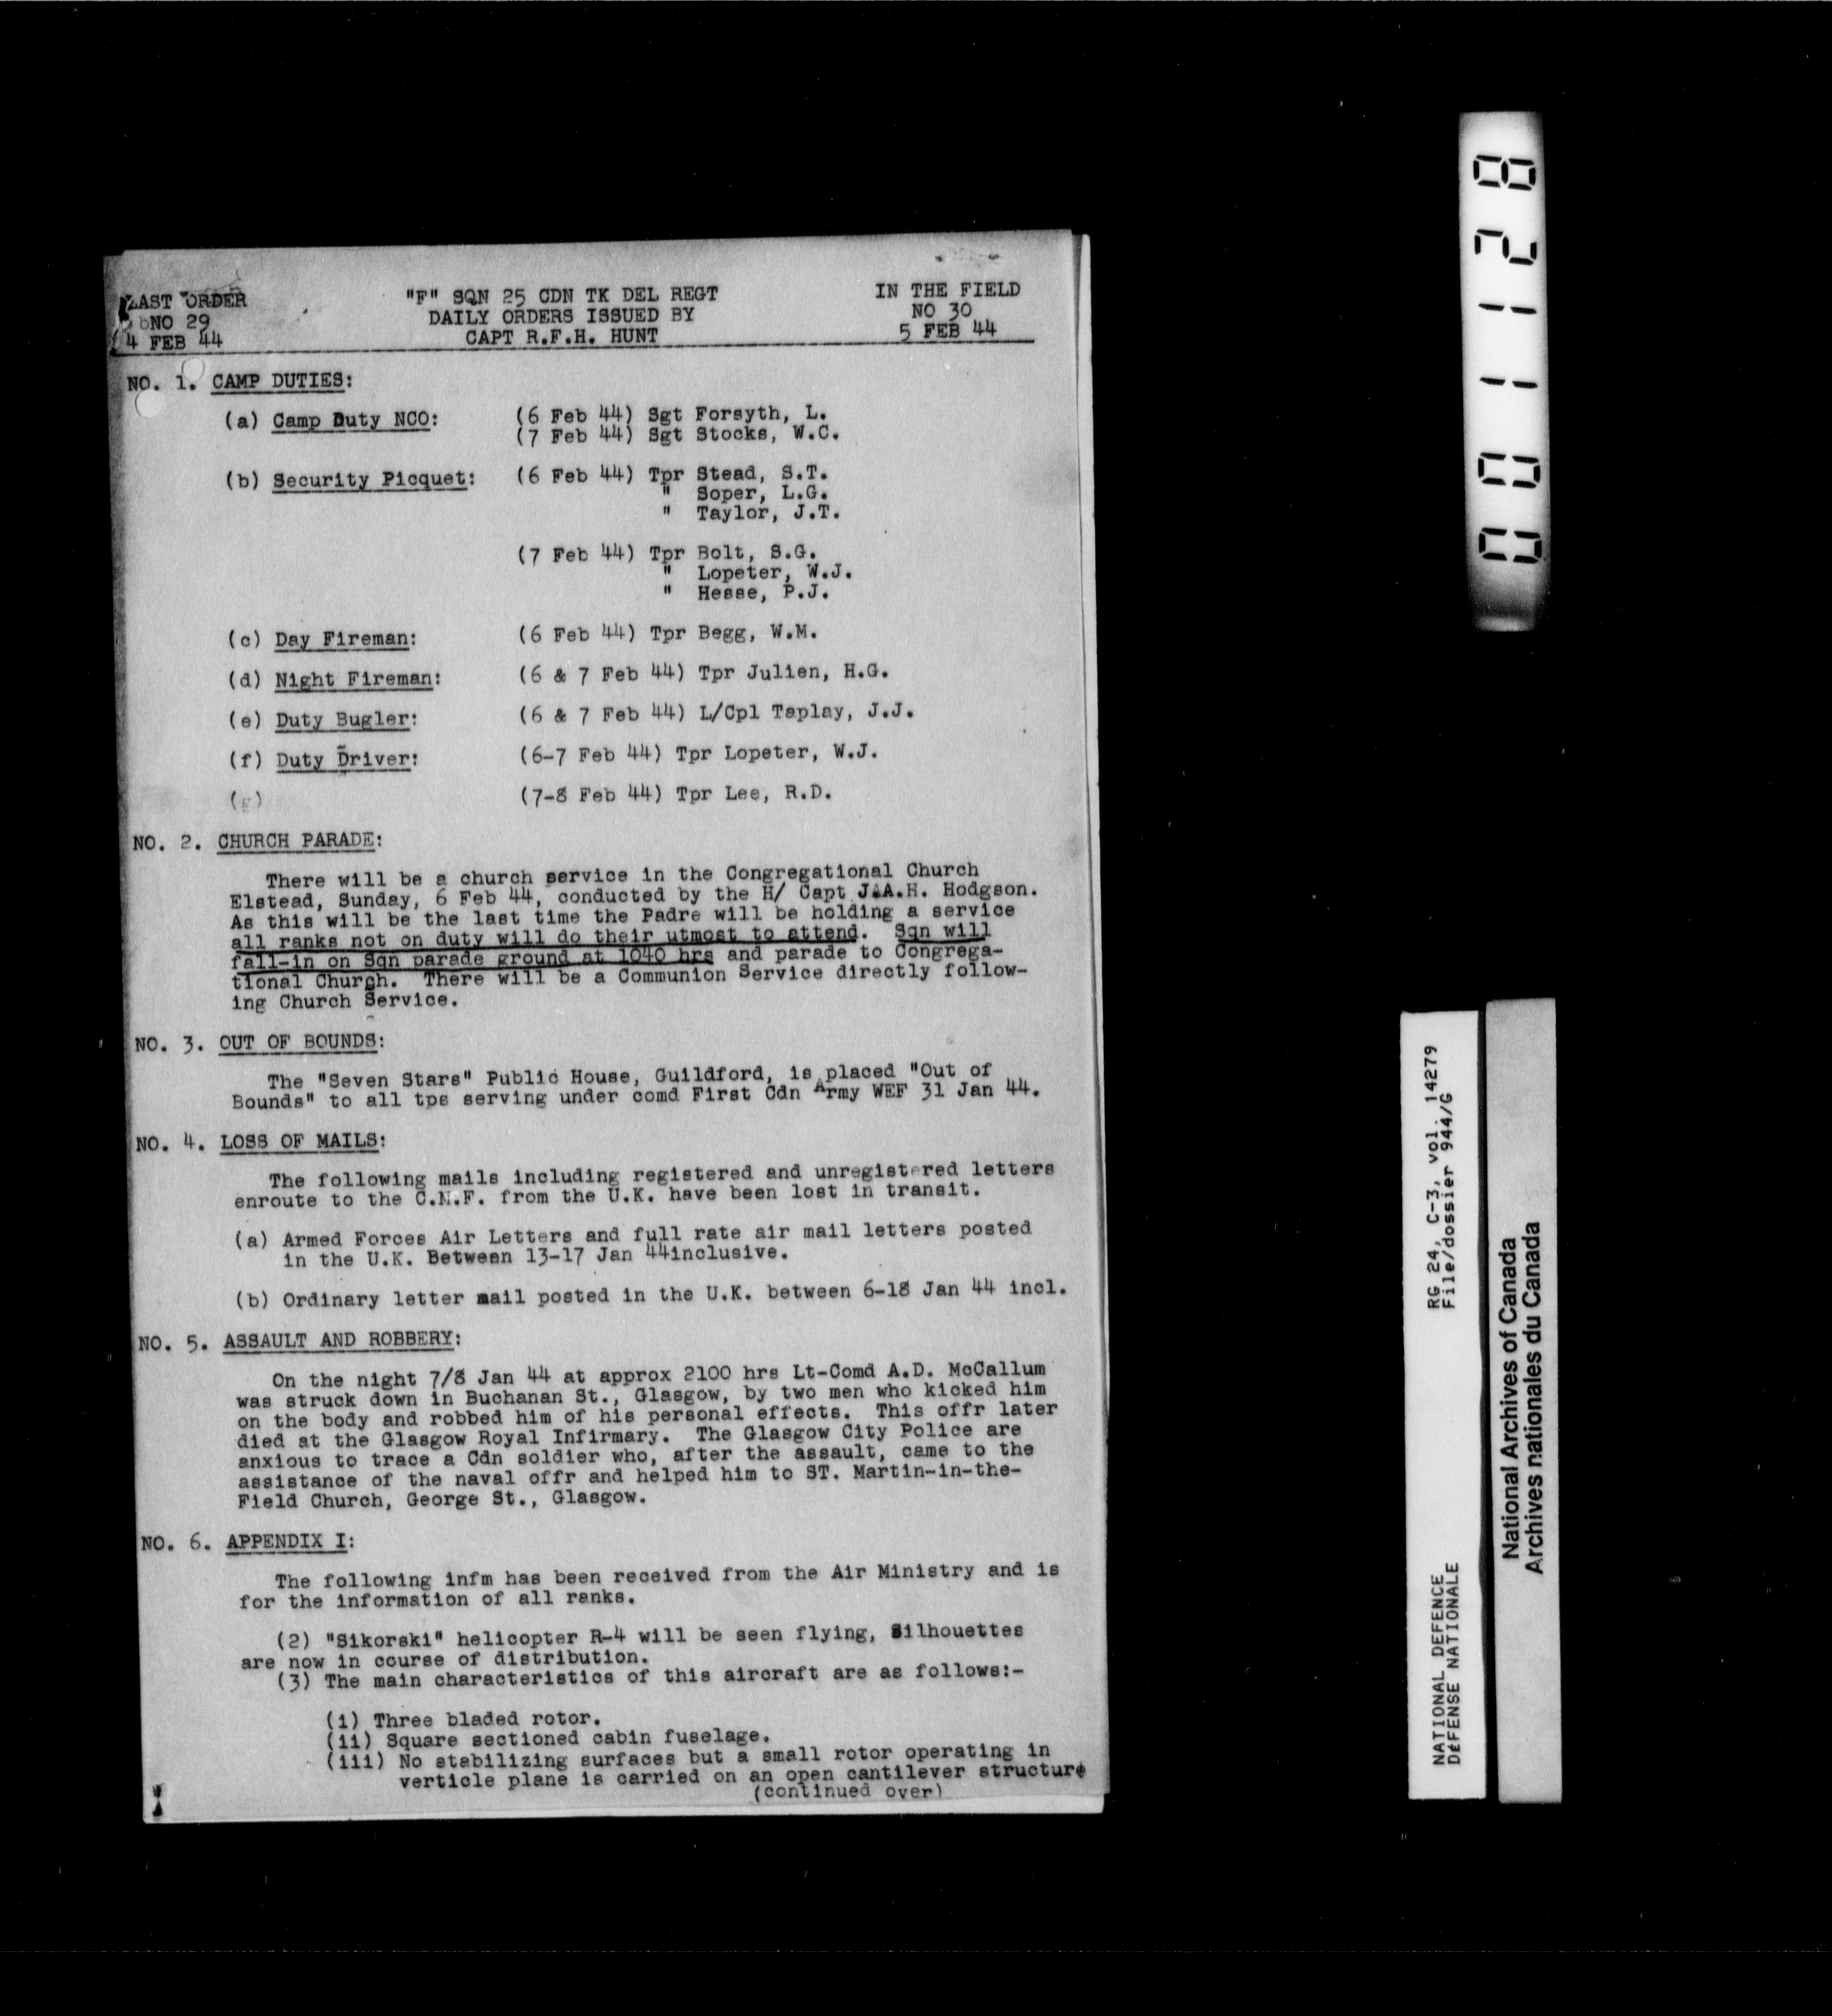 LAST ORDER
NO 29
4 FEB 44
"F" SQN 25 CDN TK DEL REGT
DAILY ORDERS ISSUED BY
CAPT R.F.H. HUNT
IN THE FIELD
NO 30
5 FEB 44
NO. 1. CAMP DUTIES:
(a) Camp Duty NCO: (6 Feb 44) Sgt Forsyth, L.
(7 Feb 44) Sgt Stocks, W.C.
(b) Security Picquet: (6 Feb 44) Tpr Stead, S.T.
" Soper, L.G.
" Taylor, J.T.
(7 Feb 44) Tpr Bolt, S.G.
" Lopeter, W.J.
" Hesse, P.J.
(c) Day Fireman: (6 Feb 44) Tpr Begg, W.M.
(d) Night Fireman: (6 & 7 Feb 44) Tpr Julien, H.G.
(e) Duty Bugler: (6 & 7 Feb 44) L/Cpl Taplay, J.J.
(f) Duty Driver: (6-7 Feb 44) Tpr Lopeter, W.J.
(g) (7-8 Feb 44) Tpr Lee, R.D.
NO. 2. CHURCH PARADE:
There will be a church service in the Congregational Church
Elstead, Sunday, 6 Feb 44, conducted by the H/ Capt J.A.H. Hodgson.
As this will be the last time the Padre will be holding a service
all ranks not on duty will do their utmost to attend. Sqn will
fall-in on Sqn parade ground at 1040 hrs and parade to Congrega-
tional Church. There will be a Communion Service directly follow-
ing Church Service.
NO. 3. OUT OF BOUNDS:
The "Seven Stars" Public House, Guildford, is placed "Out of
Bounds" to all tps serving under comd First Cdn Army WEF 31 Jan 44.
NO. 4. LOSS OF MAILS:
The following mails including registered and unregistered letters
enroute to the C.M.F. from the U.K. have been lost in transit.
(a) Armed Forces Air Letters and full rate air mail letters posted
in the U.K. Between 13-17 Jan 44inclusive.
(b) Ordinary letter mail posted in the U.K. between 6-18 Jan 44 incl.
NO. 5. ASSAULT AND ROBBERY:
On the night 7/8 Jan 44 at approx 2100 hrs Lt-Comd A.D. McCallum
was struck down in Buchanan St., Glasgow, by two men who kicked him
on the body and robbed him of his personal effects. This offr later
died at the Glasgow Royal Infirmary. The Glasgow City Police are
anxious to trace a Cdn soldier who, after the assault, came to the
assistance of the naval offr and helped him to ST. Martin-in-the-
Field Church, George St., Glasgow.
NO. 6. APPENDIX I:
The following infm has been received from the Air Ministry and is
for the information of all ranks.
(2) "Sikorski" helicopter R-4 will be seen flying, Silhouettes
are now in course of distribution.
(3) The main characteristics of this aircraft are as follows:-
(i) Three bladed rotor.
(ii) Square sectioned cabin fuselage.
(iii) No stabilizing surfaces but a small rotor operating in
verticle plane is carried on an open cantilever structure
(continued over)
001128
NATIONAL DEFENCE
DÉFENSE NATIONALE
RG 24, C-3, vol. 14279
File/dossier 944/G
National Archives of Canada
Archives nationales du Canada